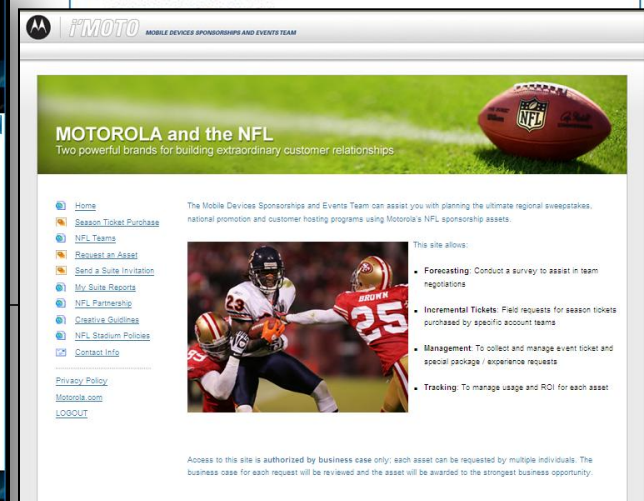 i'MOTO MOBILE DEVICES SPONSORSHIPS AND EVENTS TEAM
MOTOROLA and the NFL
Two powerful brands for building extraordinary customer relationships
NFL
Home
Season Ticket Purchase
NFL Teams
Request an Asset
Send a Suite Invitation
My Suite Reports
NFL Partnership
Creative Guidlines
NFL Stadium Policies
Contact Info
Privacy Policy
Motorola.com
LOGOUT
The Mobile Devices Sponsorships and Events Team can assist you with planning the ultimate regional sweepstakes,
national promotion and customer hosting programs using Motorola's NFL sponsorship assets.
23
BROWN
25
This site allows:
Forecasting: Conduct a survey to assist in team
negotiations
Incremental Tickets: Field requests for season tickets
purchased by specific account teams
Management: To collect and manage event ticket and
special package / experience requests
Tracking: To manage usage and ROI for each asset
Access to this site is authorized by business case only; each asset can be requested by multiple individuals. The
business case for each request will be reviewed and the asset will be awarded to the strongest business opportunity.